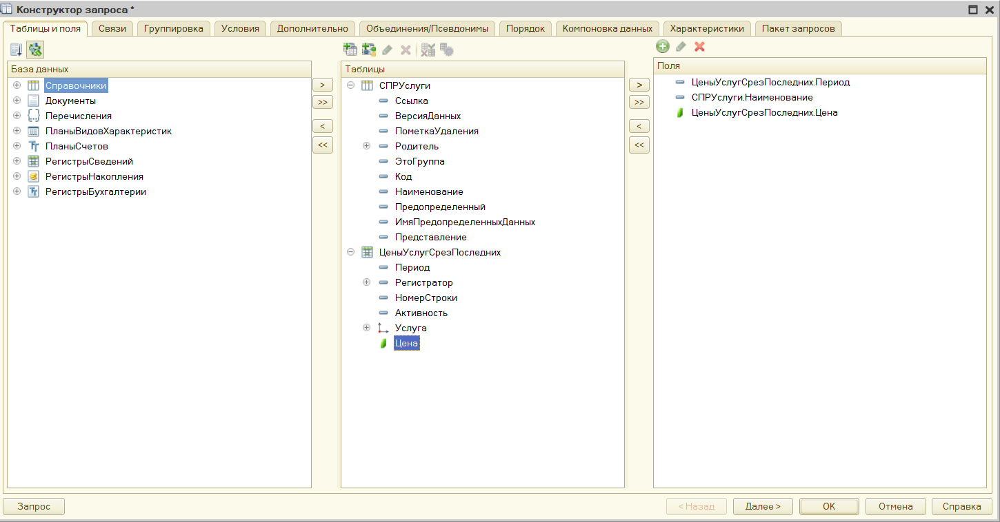 Конструктор запроса *
Таблицы и поля Связи Группировка Условия Дополнительно Объединения/Псевдонимы Порядок Компоновка данных Характеристики Пакет запросов
База данных
Справочники
Документы
Перечисления
ПланыВидовХарактеристик
ПланыСчетов
РегистрыСведений
РегистрыНакопления
РегистрыБухгалтерии
>
>>
<
<<
Таблицы
СПРУслуги
Ссылка
ВерсияДанных
ПометкаУдаления
Родитель
ЭтоГруппа
Код
Наименование
Предопределенный
ИмяПредопределенныхДанных
Представление
ЦеныУслугСрезПоследних
Период
Регистратор
НомерСтроки
Активность
Услуга
Цена
>
>>
<
<<
Поля
ЦеныУслугСрезПоследних.Период
СПРУслуги.Наименование
ЦеныУслугСрезПоследних.Цена
Запрос < Назад Далее > ОК Отмена Справка